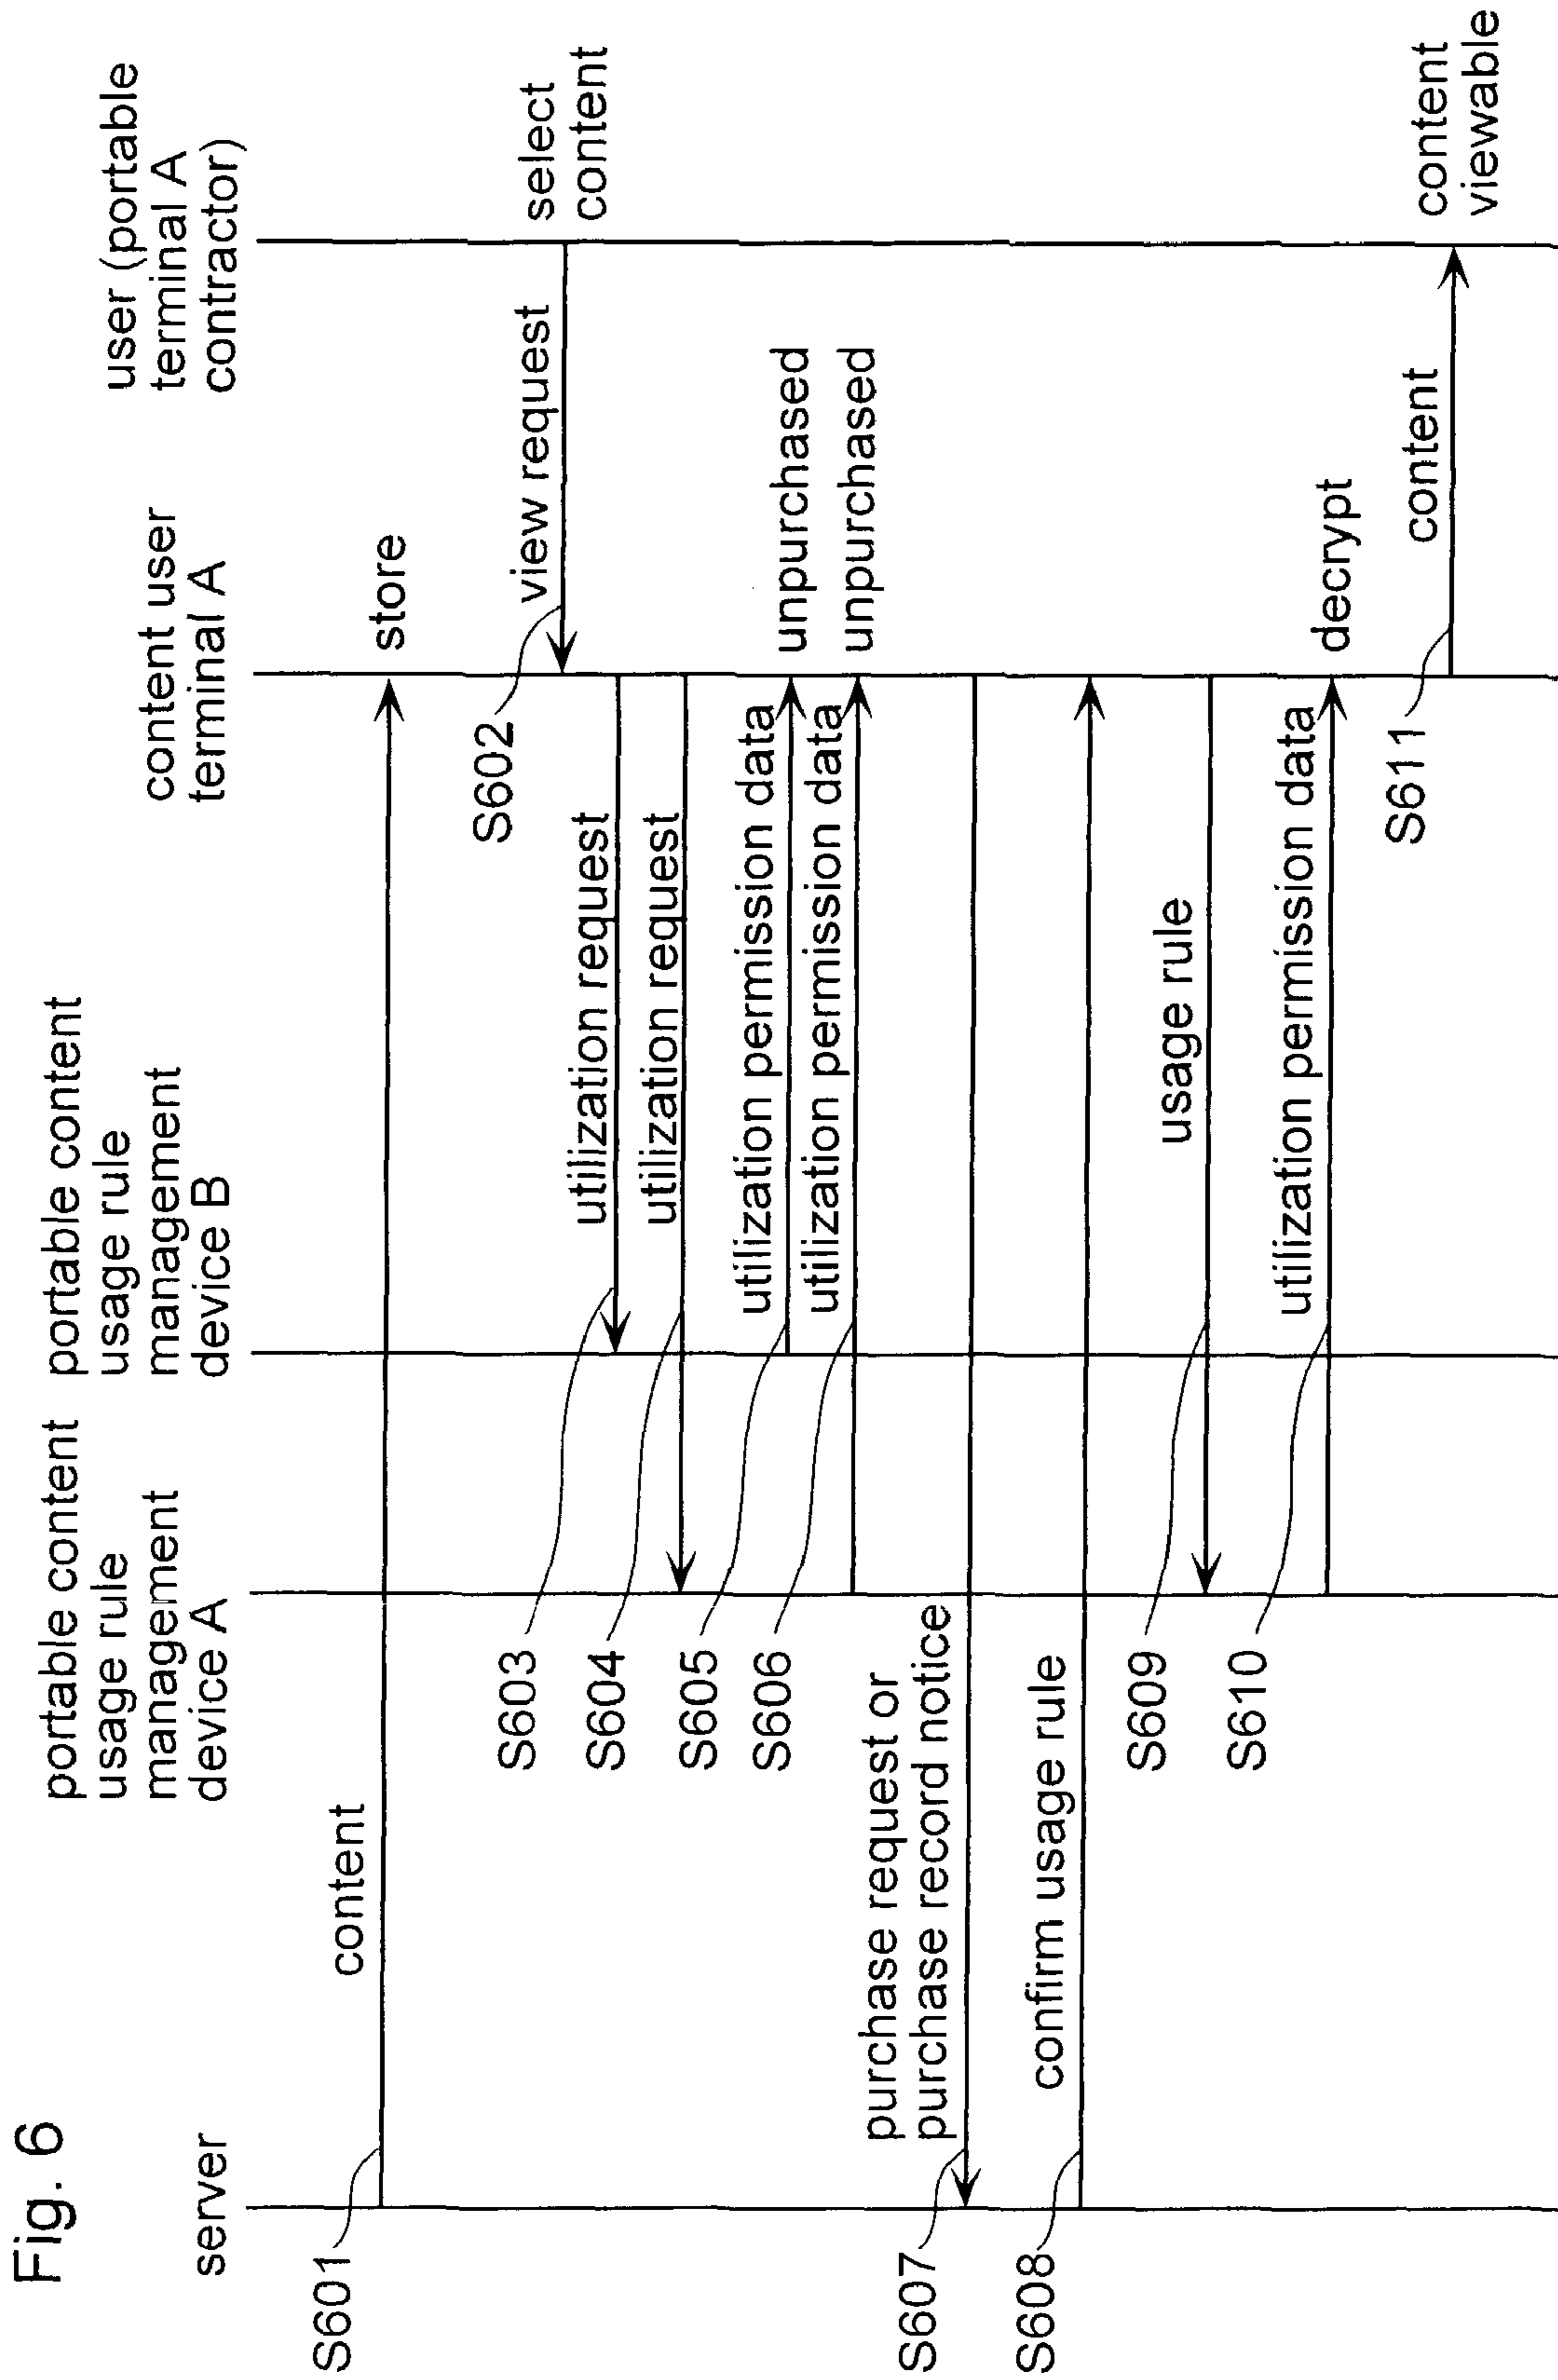 Fig. 6
server
portable content
usage rule
management
device A
portable content
usage rule
management
device B
content user
terminal A
user (portable
terminal A
contractor)
S601
content
store
select
content
view request
S602
utilization request
S603
utilization request
S604
utilization permission data
unpurchased
S605
utilization permission data
unpurchased
S606
purchase request or
purchase record notice
S607
confirm usage rule
S608
usage rule
S609
utilization permission data
decrypt
S610
content
S611
content
viewable